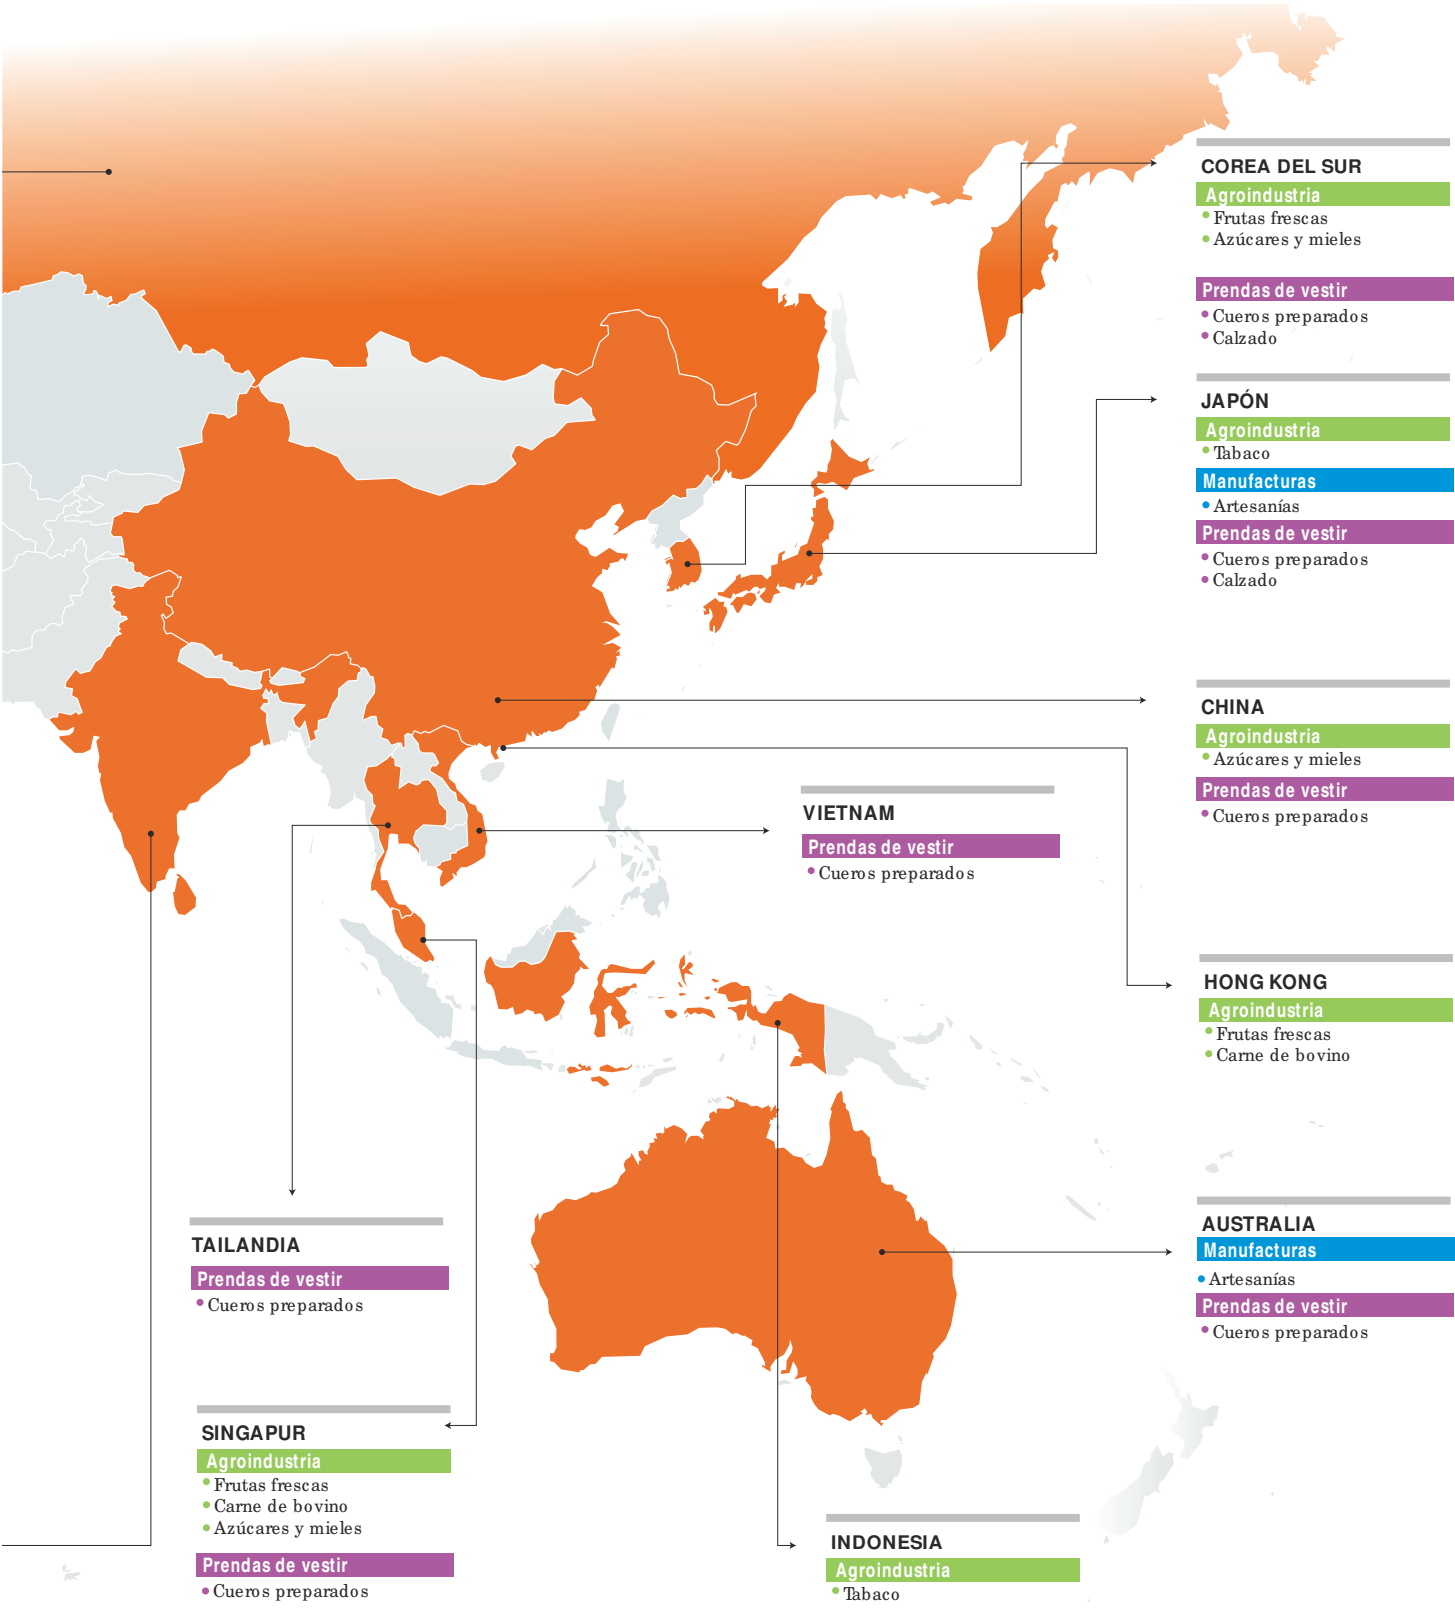 COREA DEL SUR
Agroindustria
• Frutas frescas
• Azúcares y mieles
Prendas de vestir
• Cueros preparados
• Calzado
JAPÓN
Agroindustria
• Tabaco
Manufacturas
• Artesanías
Prendas de vestir
• Cueros preparados
• Calzado
CHINA
Agroindustria
• Azúcares y mieles
Prendas de vestir
• Cueros preparados
VIETNAM
Prendas de vestir
• Cueros preparados
HONG KONG
Agroindustria
• Frutas frescas
• Carne de bovino
AUSTRALIA
Manufacturas
• Artesanías
Prendas de vestir
• Cueros preparados
TAILANDIA
Prendas de vestir
• Cueros preparados
SINGAPUR
Agroindustria
• Frutas frescas
• Carne de bovino
• Azúcares y mieles
Prendas de vestir
• Cueros preparados
INDONESIA
Agroindustria
• Tabaco